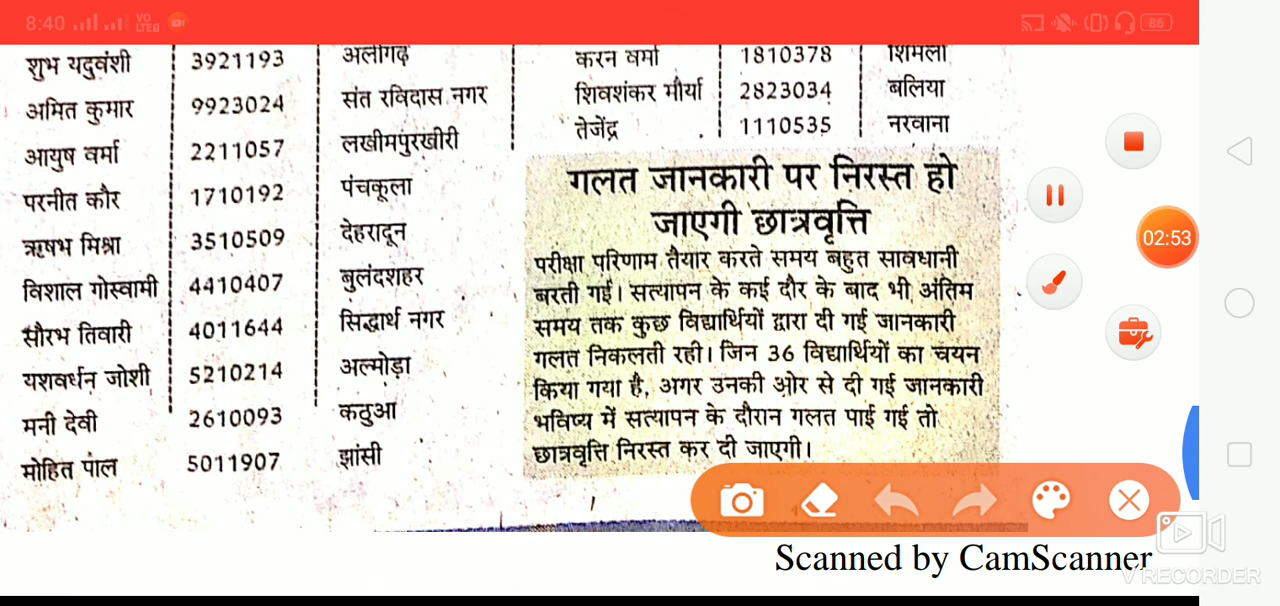 8:40 VO LTEB 86
शुभ यदुवंशी 3921193 अलीगढ़
अमित कुमार 9923024 संत रविदास नगर
आयुष वर्मा 2211057 लखीमपुरखीरी
परनीत कौर 1710192 पंचकूला
ऋषभ मिश्रा 3510509 देहरादून
विशाल गोस्वामी 4410407 बुलंदशहर
सौरभ तिवारी 4011644 सिद्धार्थ नगर
यशवर्धन जोशी 5210214 अल्मोड़ा
मनी देवी 2610093 कठुआ
मोहित पाल 5011907 झांसी
करन वर्मा 1810378 शिमला
शिवशंकर मौर्या 2823034 बलिया
तेजेंद्र 1110535 नरवाना
गलत जानकारी पर निरस्त हो
जाएगी छात्रवृत्ति
परीक्षा परिणाम तैयार करते समय बहुत सावधानी
बरती गई। सत्यापन के कई दौर के बाद भी अंतिम
समय तक कुछ विद्यार्थियों द्वारा दी गई जानकारी
गलत निकलती रही। जिन 36 विद्यार्थियों का चयन
किया गया है, अगर उनकी ओर से दी गई जानकारी
भविष्य में सत्यापन के दौरान गलत पाई गई तो
छात्रवृत्ति निरस्त कर दी जाएगी।
02:53
Scanned by CamScanner
V RECORDER